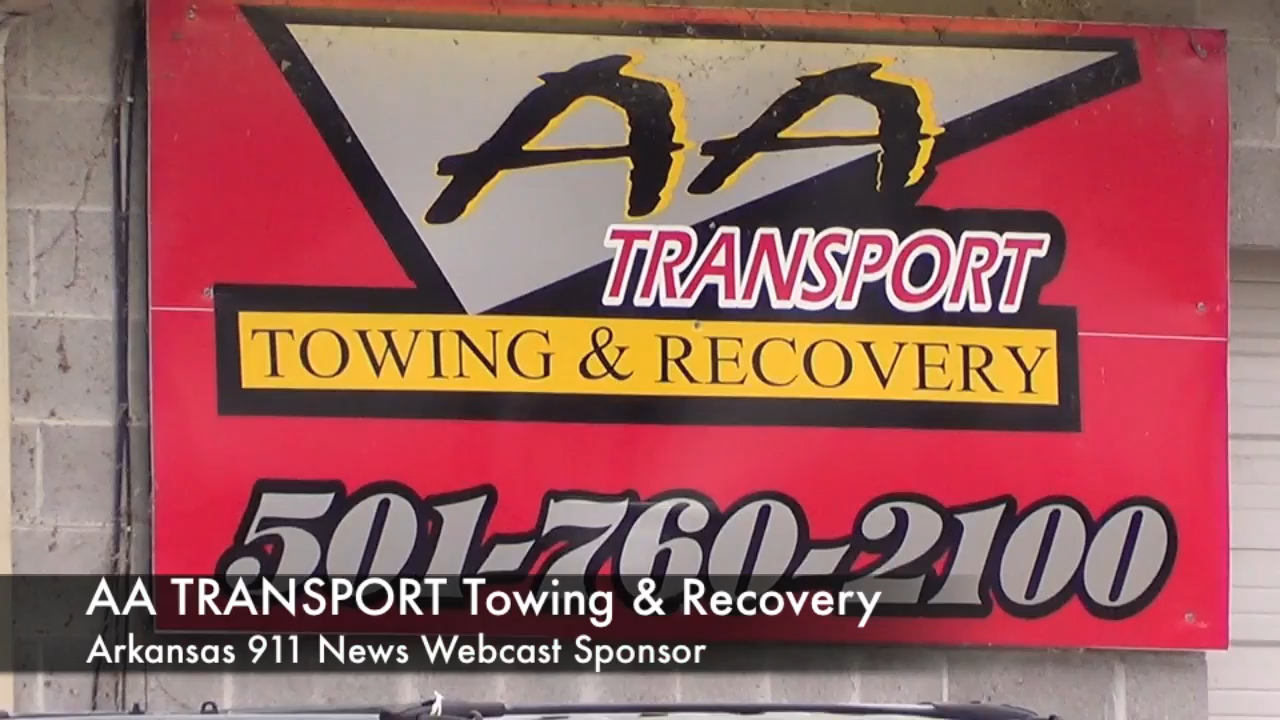 AA
TRANSPORT
TOWING & RECOVERY
501-760-2100
AA TRANSPORT Towing & Recovery
Arkansas 911 News Webcast Sponsor